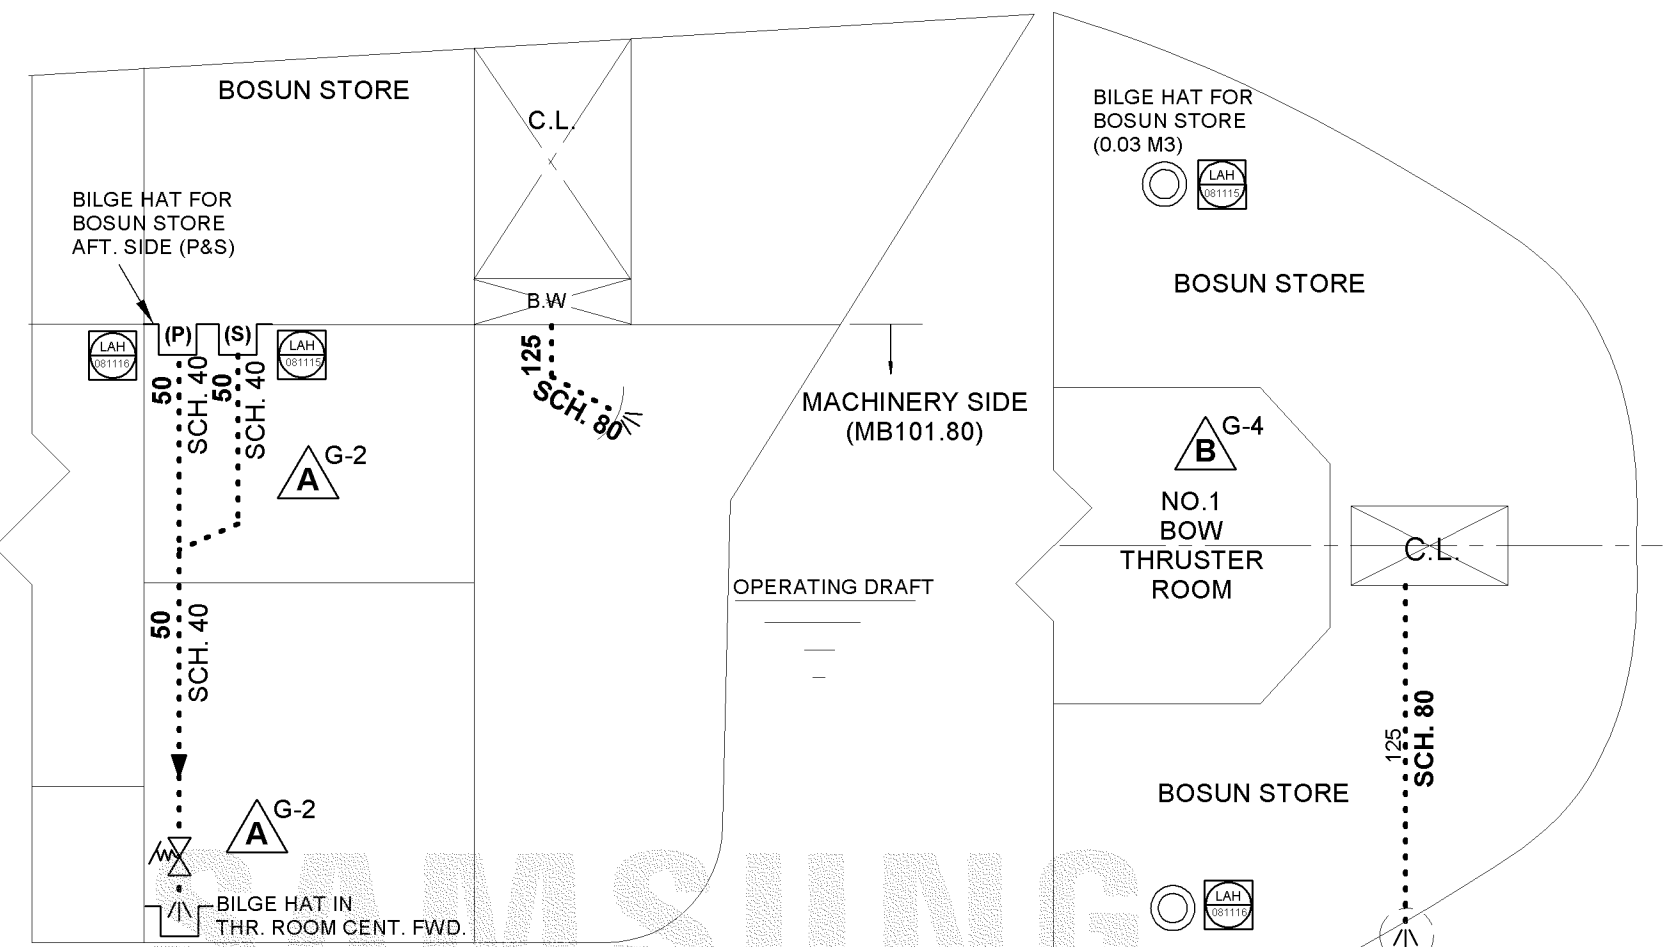 BOSUN STORE
C.L.
BILGE HAT FOR
BOSUN STORE
AFT. SIDE (P&S)
B.W
(P)
(S)
LAH
081116
LAH
081115
50
SCH. 40
50
SCH. 40
125
SCH. 80
MACHINERY SIDE
(MB101.80)
A
G-2
OPERATING DRAFT
50
SCH. 40
A
G-2
BILGE HAT IN
THR. ROOM CENT. FWD.
SAMSUNG
BILGE HAT FOR
BOSUN STORE
(0.03 M3)
LAH
081115
BOSUN STORE
B
G-4
NO.1
BOW
THRUSTER
ROOM
C.L.
125
SCH. 80
BOSUN STORE
LAH
081116